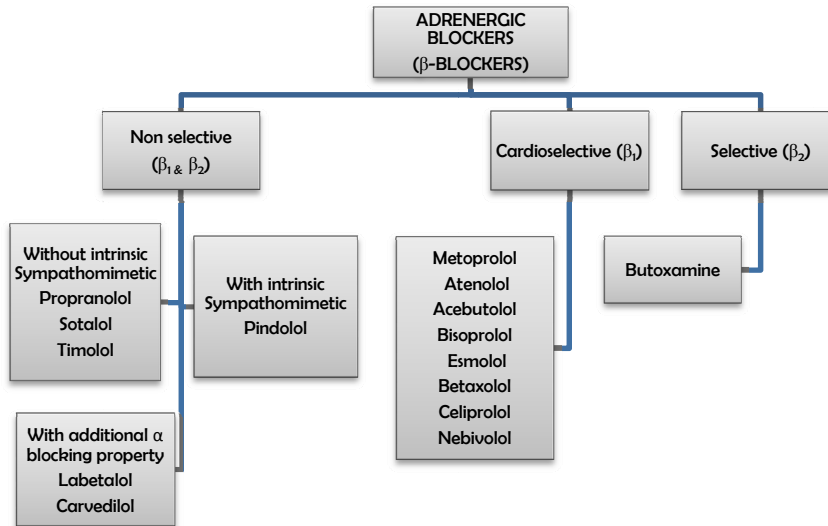 ADRENERGIC
BLOCKERS
(β-BLOCKERS)
Non selective
(β₁ & β₂)
Cardioselective (β₁)
Selective (β₂)
Without intrinsic
Sympathomimetic
Propranolol
Sotalol
Timolol
With intrinsic
Sympathomimetic
Pindolol
With additional α
blocking property
Labetalol
Carvedilol
Metoprolol
Atenolol
Acebutolol
Bisoprolol
Esmolol
Betaxolol
Celiprolol
Nebivolol
Butoxamine